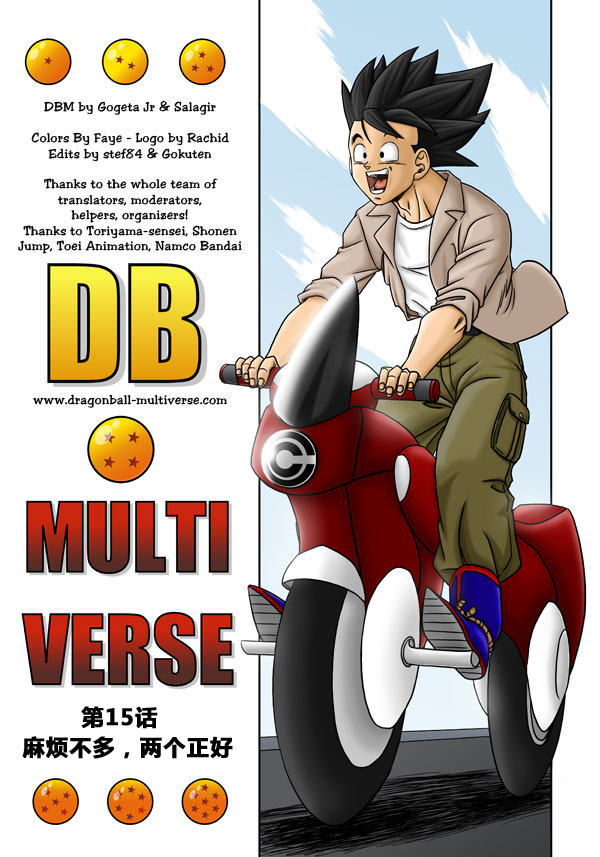 DBM by Gogeta Jr & Salagir
Colors By Faye - Logo by Rachid
Edits by stef84 & Gokuten
Thanks to the whole team of
translators, moderators,
helpers, organizers!
Thanks to Toriyama-sensei, Shonen
Jump, Toei Animation, Namco Bandai
DB
www.dragonball-multiverse.com
MULTI
VERSE
第15话
麻烦不多，两个正好